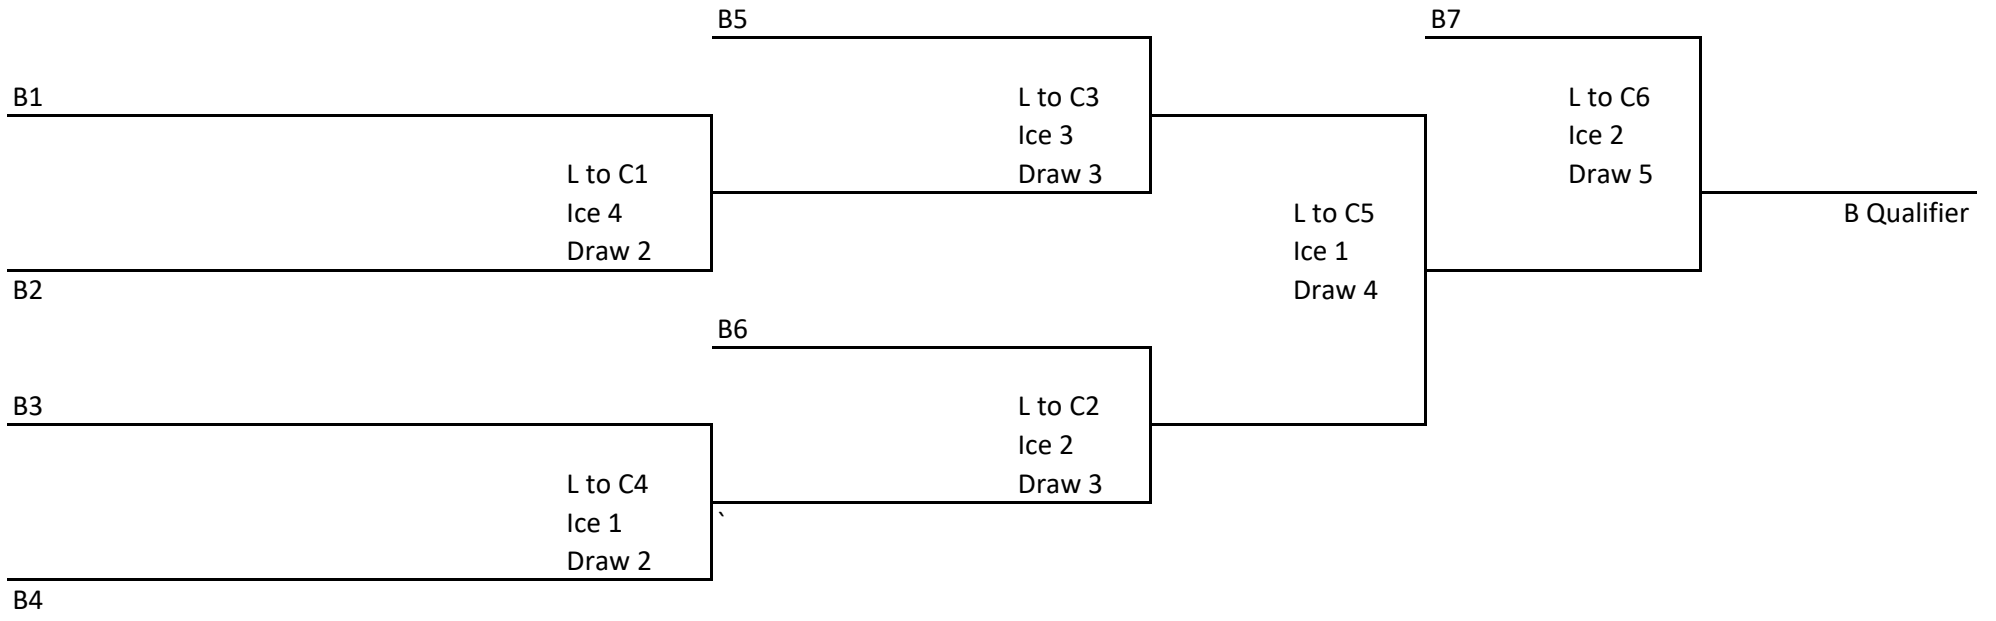 B5
B7
B1
L to C3
Ice 3
Draw 3
L to C6
Ice 2
Draw 5
L to C1
Ice 4
Draw 2
L to C5
Ice 1
Draw 4
B Qualifier
B2
B6
B3
L to C2
Ice 2
Draw 3
L to C4
Ice 1
Draw 2
`
B4